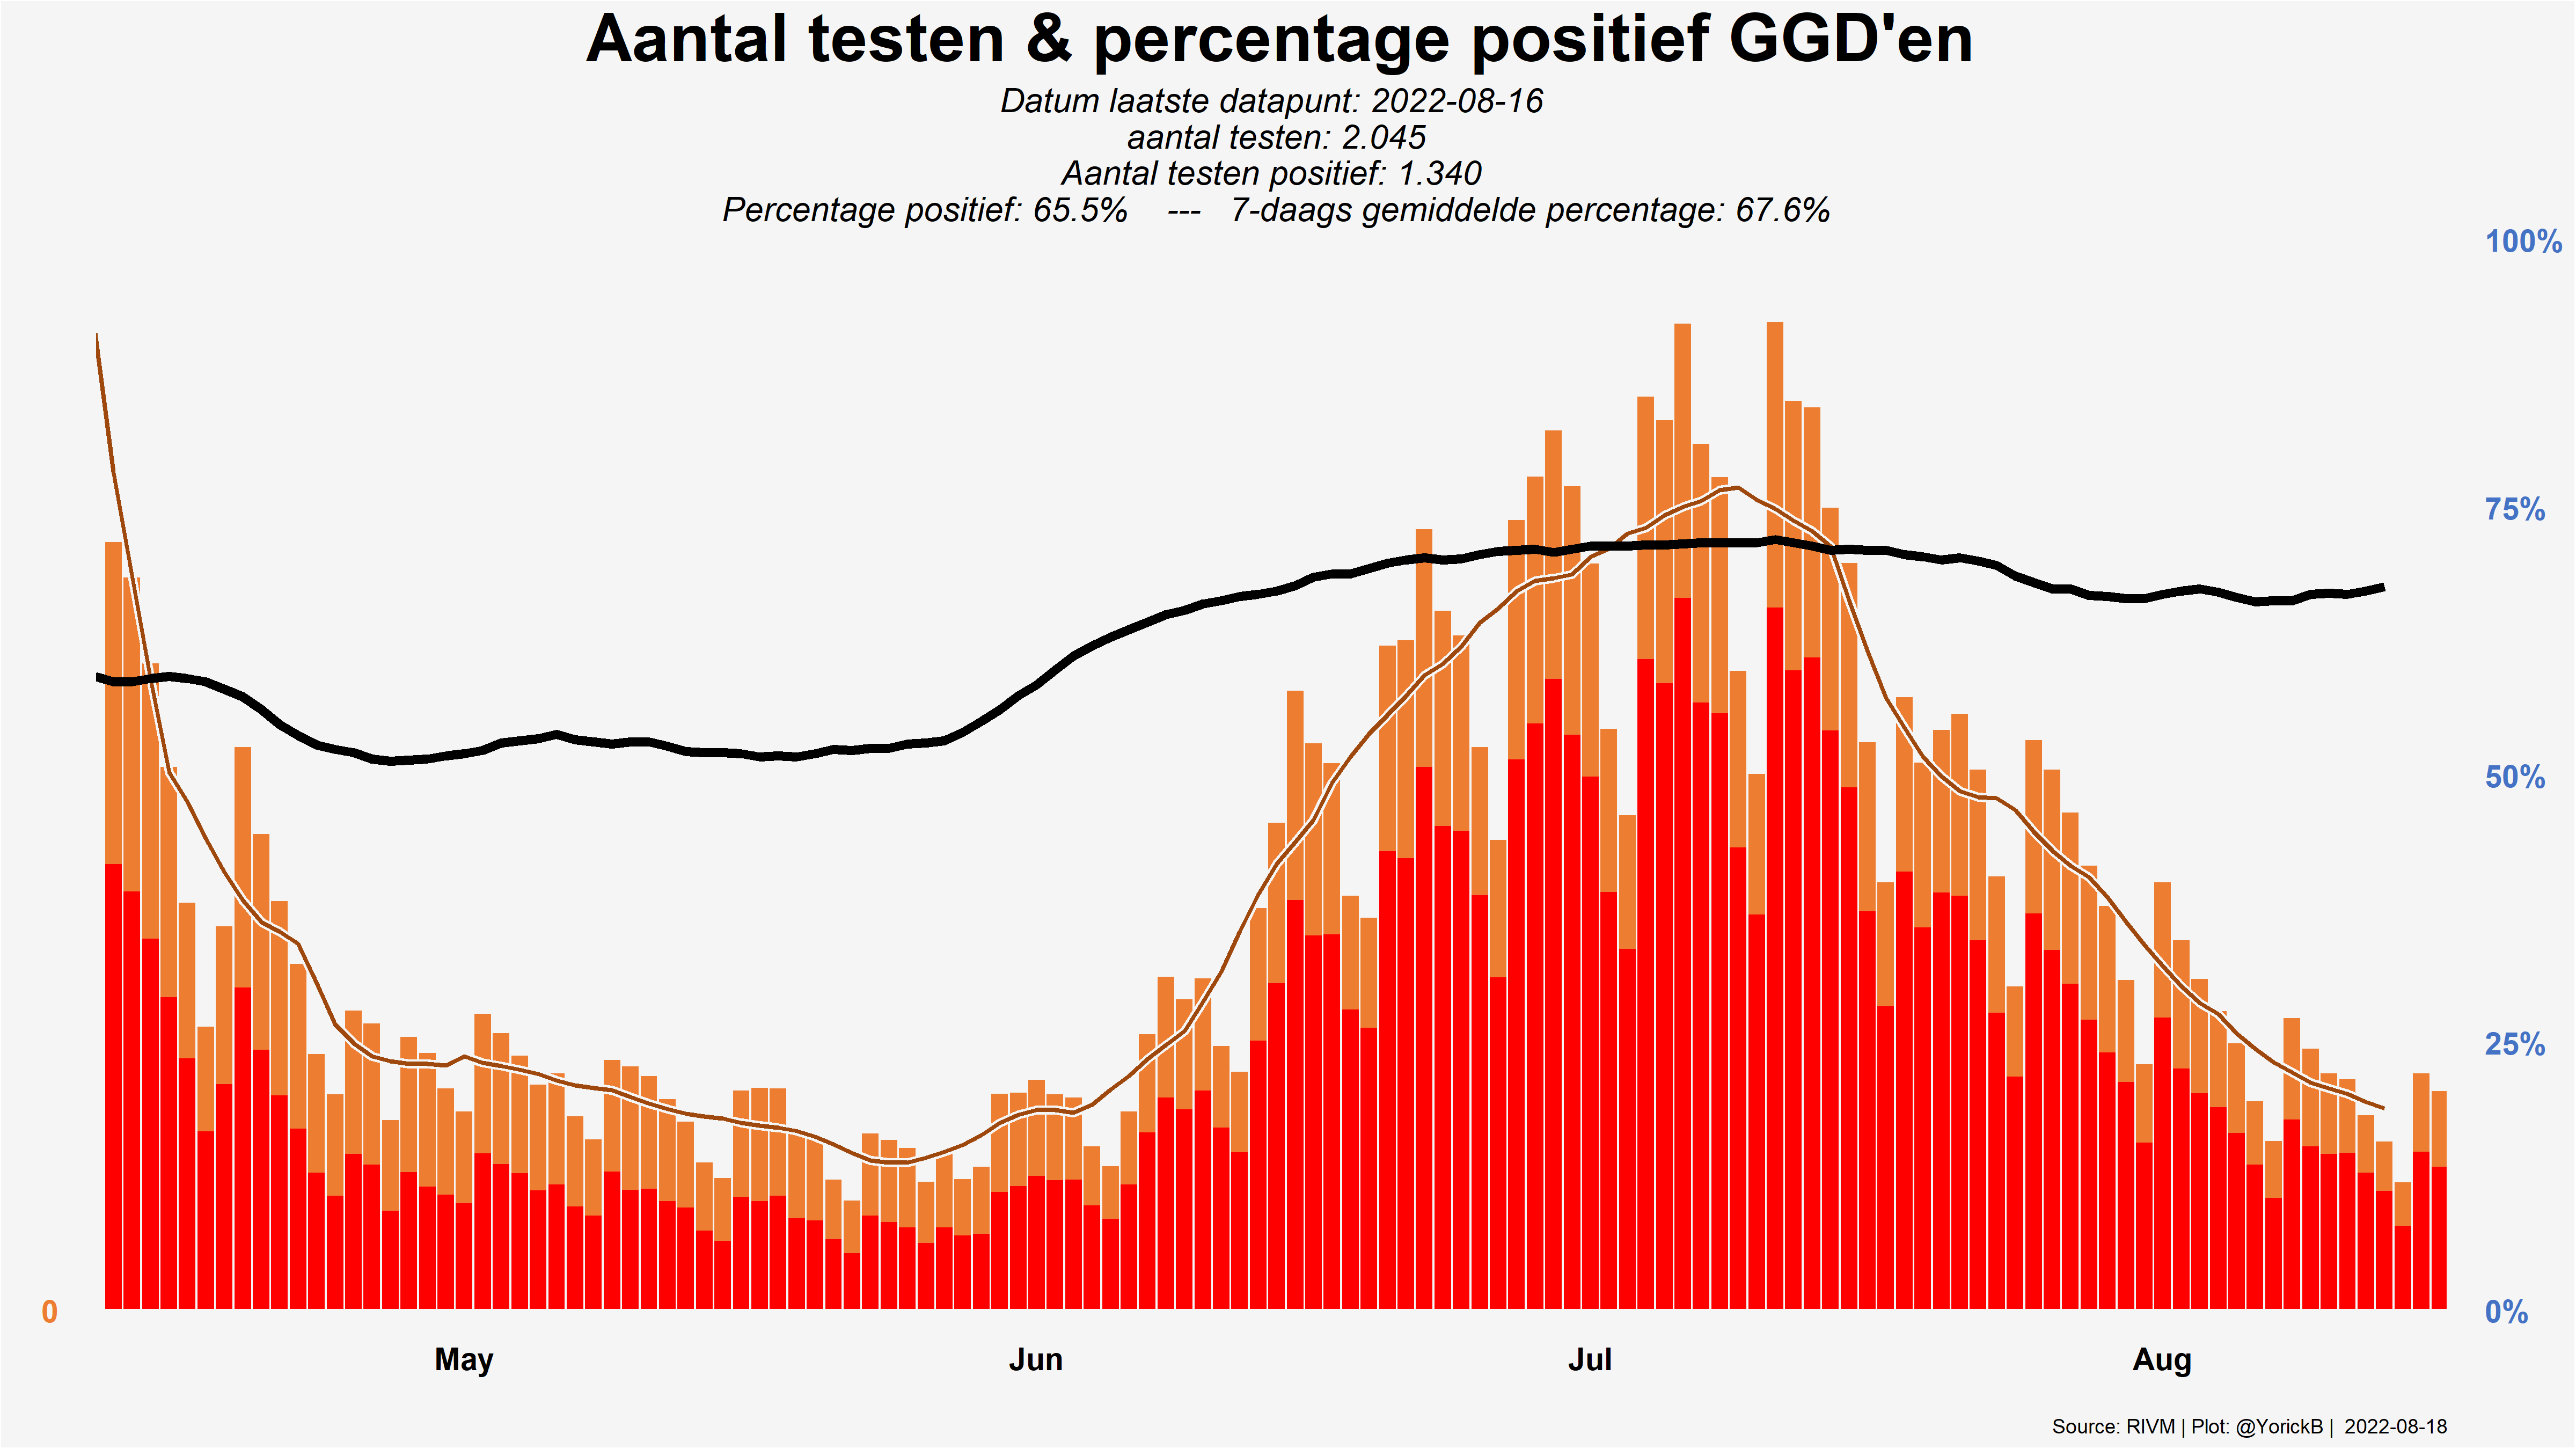 Aantal testen & percentage positief GGD'en
Datum laatste datapunt: 2022-08-16
aantal testen: 2.045
Aantal testen positief: 1.340
Percentage positief: 65.5% --- 7-daags gemiddelde percentage: 67.6%
100%
75%
50%
25%
0 0%
May Jun Jul Aug
Source: RIVM | Plot: @YorickB | 2022-08-18